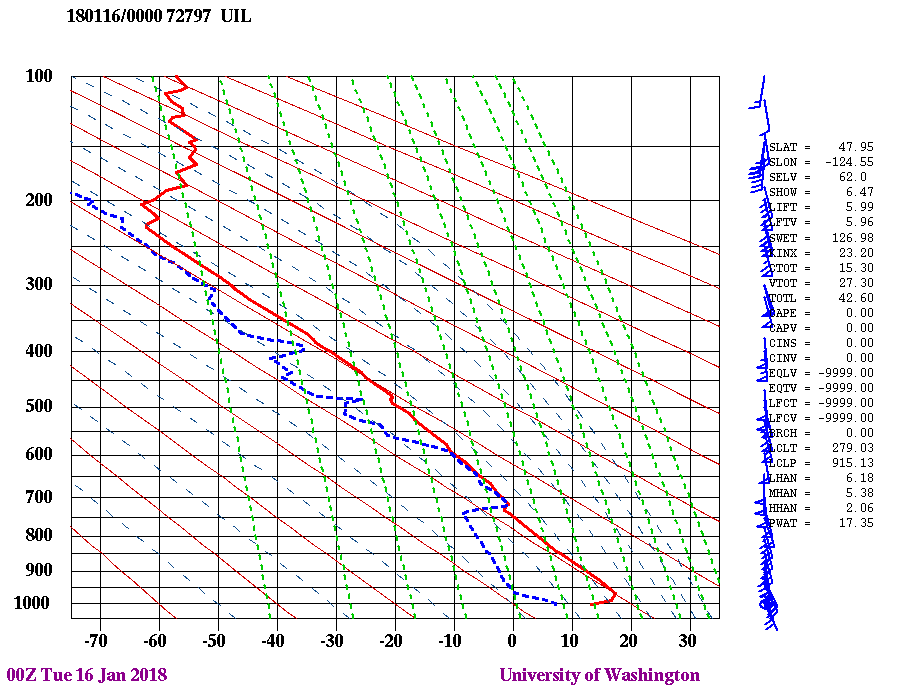 180116/0000 72797 UIL
100
200
300
400
500
600
700
800
900
1000
-70 -60 -50 -40 -30 -20 -10 0 10 20 30
SLAT = 47.95
SLON = -124.55
SELV = 62.0
SHOW = 6.47
LIFT = 5.99
LFTV = 5.96
SWET = 126.98
KINX = 23.20
CTOT = 15.30
VTOT = 27.30
TOTL = 42.60
CAPE = 0.00
CAPV = 0.00
CINS = 0.00
CINV = 0.00
EQLV = -9999.00
EQTV = -9999.00
LFCT = -9999.00
LFCV = -9999.00
BRCH = 0.00
LCLT = 279.03
LCLP = 915.13
LHAN = 6.18
MHAN = 5.38
HHAN = 2.06
PWAT = 17.35
00Z Tue 16 Jan 2018
University of Washington